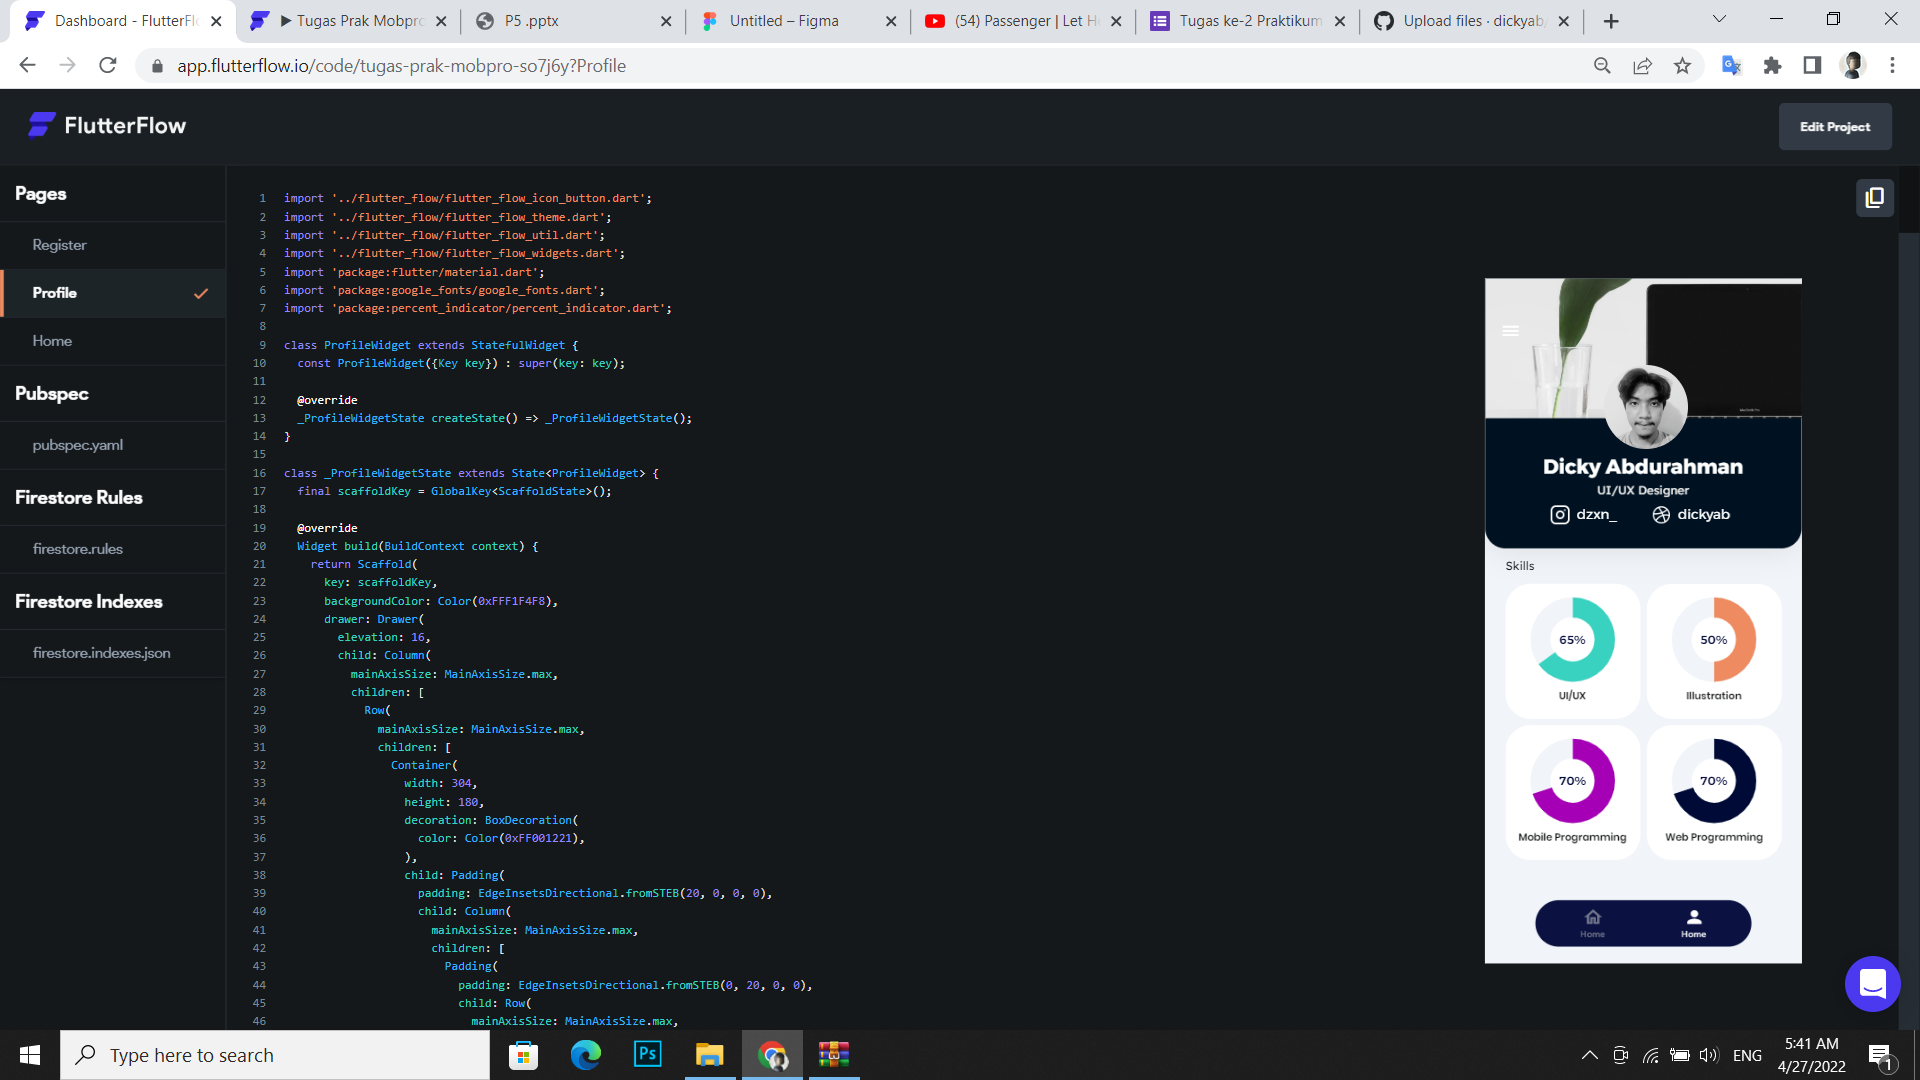 Dashboard - FlutterFl
Tugas Prak Mobpro
P5 .pptx
Untitled – Figma
(54) Passenger | Let H
Tugas ke-2 Praktikum
Upload files · dickyab/
app.flutterflow.io/code/tugas-prak-mobpro-so7j6y?Profile
FlutterFlow
Edit Project
Pages
Register
Profile
Home
Pubspec
pubspec.yaml
Firestore Rules
firestore.rules
Firestore Indexes
firestore.indexes.json
1 import '../flutter_flow/flutter_flow_icon_button.dart';
2 import '../flutter_flow/flutter_flow_theme.dart';
3 import '../flutter_flow/flutter_flow_util.dart';
4 import '../flutter_flow/flutter_flow_widgets.dart';
5 import 'package:flutter/material.dart';
6 import 'package:google_fonts/google_fonts.dart';
7 import 'package:percent_indicator/percent_indicator.dart';
8
9 class ProfileWidget extends StatefulWidget {
10 const ProfileWidget({Key key}) : super(key: key);
11
12 @override
13 _ProfileWidgetState createState() => _ProfileWidgetState();
14 }
15
16 class _ProfileWidgetState extends State<ProfileWidget> {
17 final scaffoldKey = GlobalKey<ScaffoldState>();
18
19 @override
20 Widget build(BuildContext context) {
21 return Scaffold(
22 key: scaffoldKey,
23 backgroundColor: Color(0xFFF1F4F8),
24 drawer: Drawer(
25 elevation: 16,
26 child: Column(
27 mainAxisSize: MainAxisSize.max,
28 children: [
29 Row(
30 mainAxisSize: MainAxisSize.max,
31 children: [
32 Container(
33 width: 304,
34 height: 180,
35 decoration: BoxDecoration(
36 color: Color(0xFF001221),
37 ),
38 child: Padding(
39 padding: EdgeInsetsDirectional.fromSTEB(20, 0, 0, 0),
40 child: Column(
41 mainAxisSize: MainAxisSize.max,
42 children: [
43 Padding(
44 padding: EdgeInsetsDirectional.fromSTEB(0, 20, 0, 0),
45 child: Row(
46 mainAxisSize: MainAxisSize.max,
Dicky Abdurahman
UI/UX Designer
dzxn_ dickyab
Skills
65% 50%
UI/UX Illustration
70% 70%
Mobile Programming Web Programming
Home Home
Type here to search
Ps
ENG
5:41 AM
4/27/2022
1